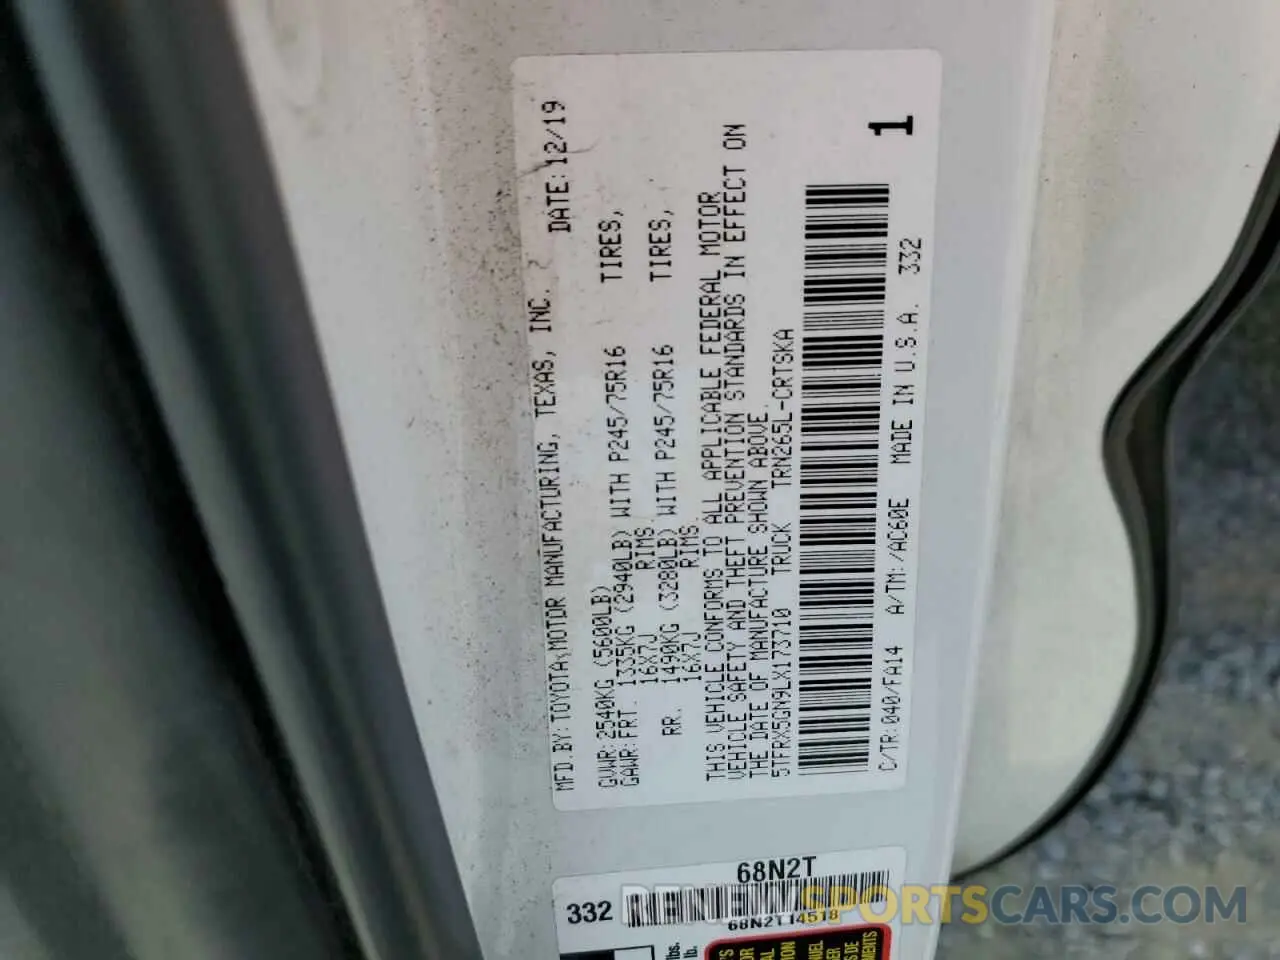 MFD.BY:TOYOTA MOTOR MANUFACTURING, TEXAS, INC. DATE:12/19
GVWR:2540KG (5600LB)
GAWR:FRT. 1335KG (2940LB) WITH P245/75R16 TIRES,
16X7J RIMS.
RR. 1490KG (3280LB) WITH P245/75R16 TIRES,
16X7J RIMS.
THIS VEHICLE CONFORMS TO ALL APPLICABLE FEDERAL MOTOR
VEHICLE SAFETY AND THEFT PREVENTION STANDARDS IN EFFECT ON
THE DATE OF MANUFACTURE SHOWN ABOVE.
5TFRX5GN9LX173710 TRUCK TRN265L-CRTSKA
1
C/TR:040/FA14 A/TM:/AC60E MADE IN U.S.A. 332
68N2T
332
68N2T14518
SPORTSCARS.COM
lbs.
lb.